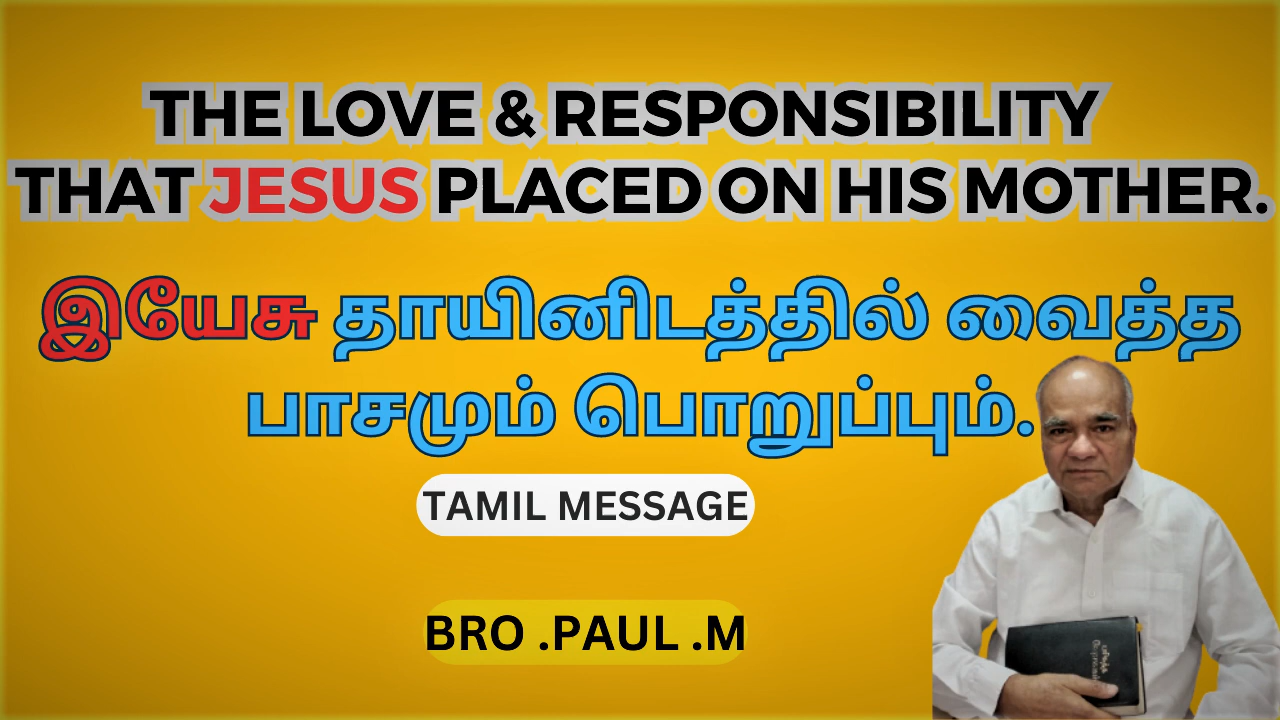 THE LOVE & RESPONSIBILITY
THAT JESUS PLACED ON HIS MOTHER.
இயேசு தாயினிடத்தில் வைத்த
பாசமும் பொறுப்பும்.
TAMIL MESSAGE
BRO .PAUL .M